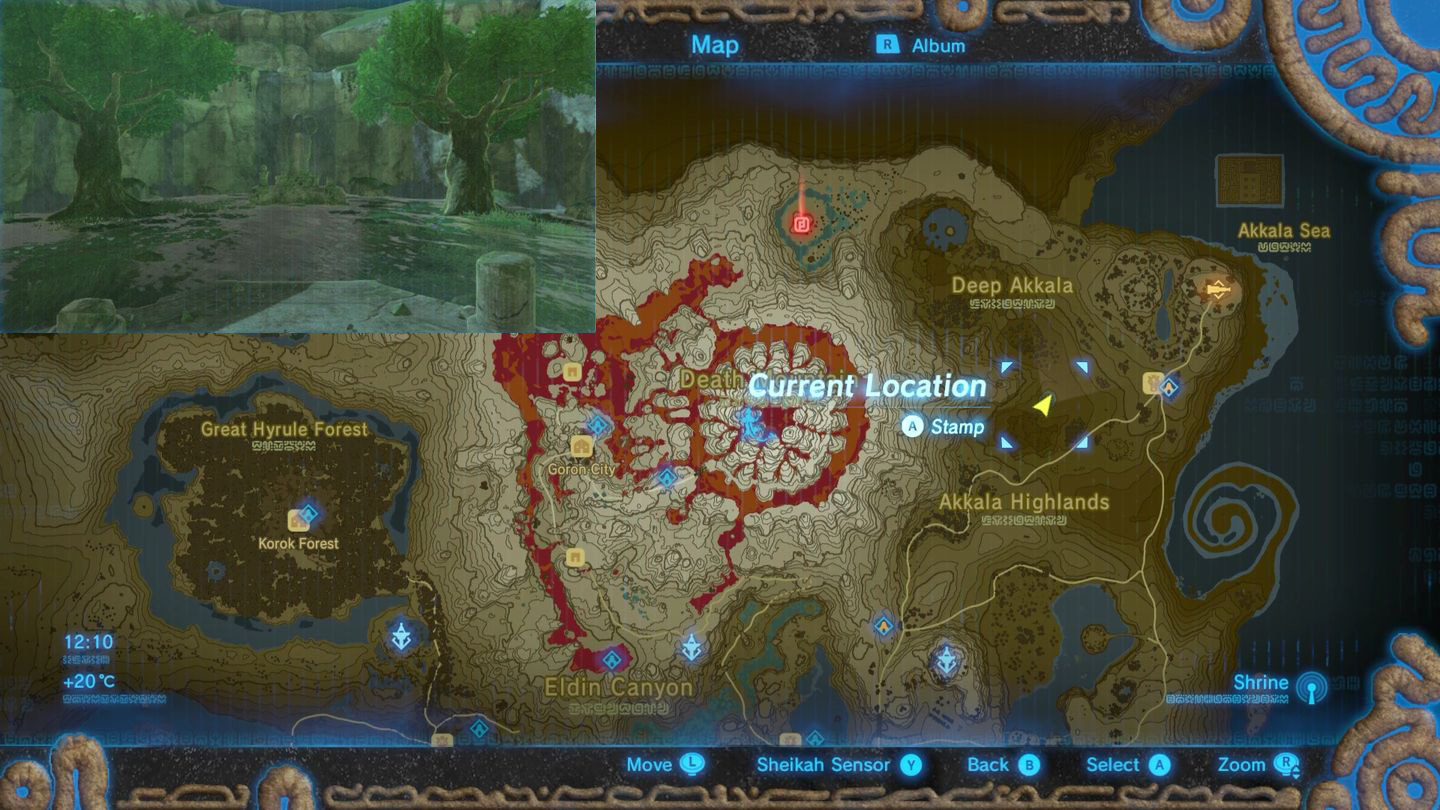 Map
R Album
Akkala Sea
Deep Akkala
Death
Current Location
A Stamp
Great Hyrule Forest
Goron City
Akkala Highlands
Korok Forest
12:10
+20°C
Eldin Canyon
Shrine
Move L Sheikah Sensor Y Back B Select A Zoom R